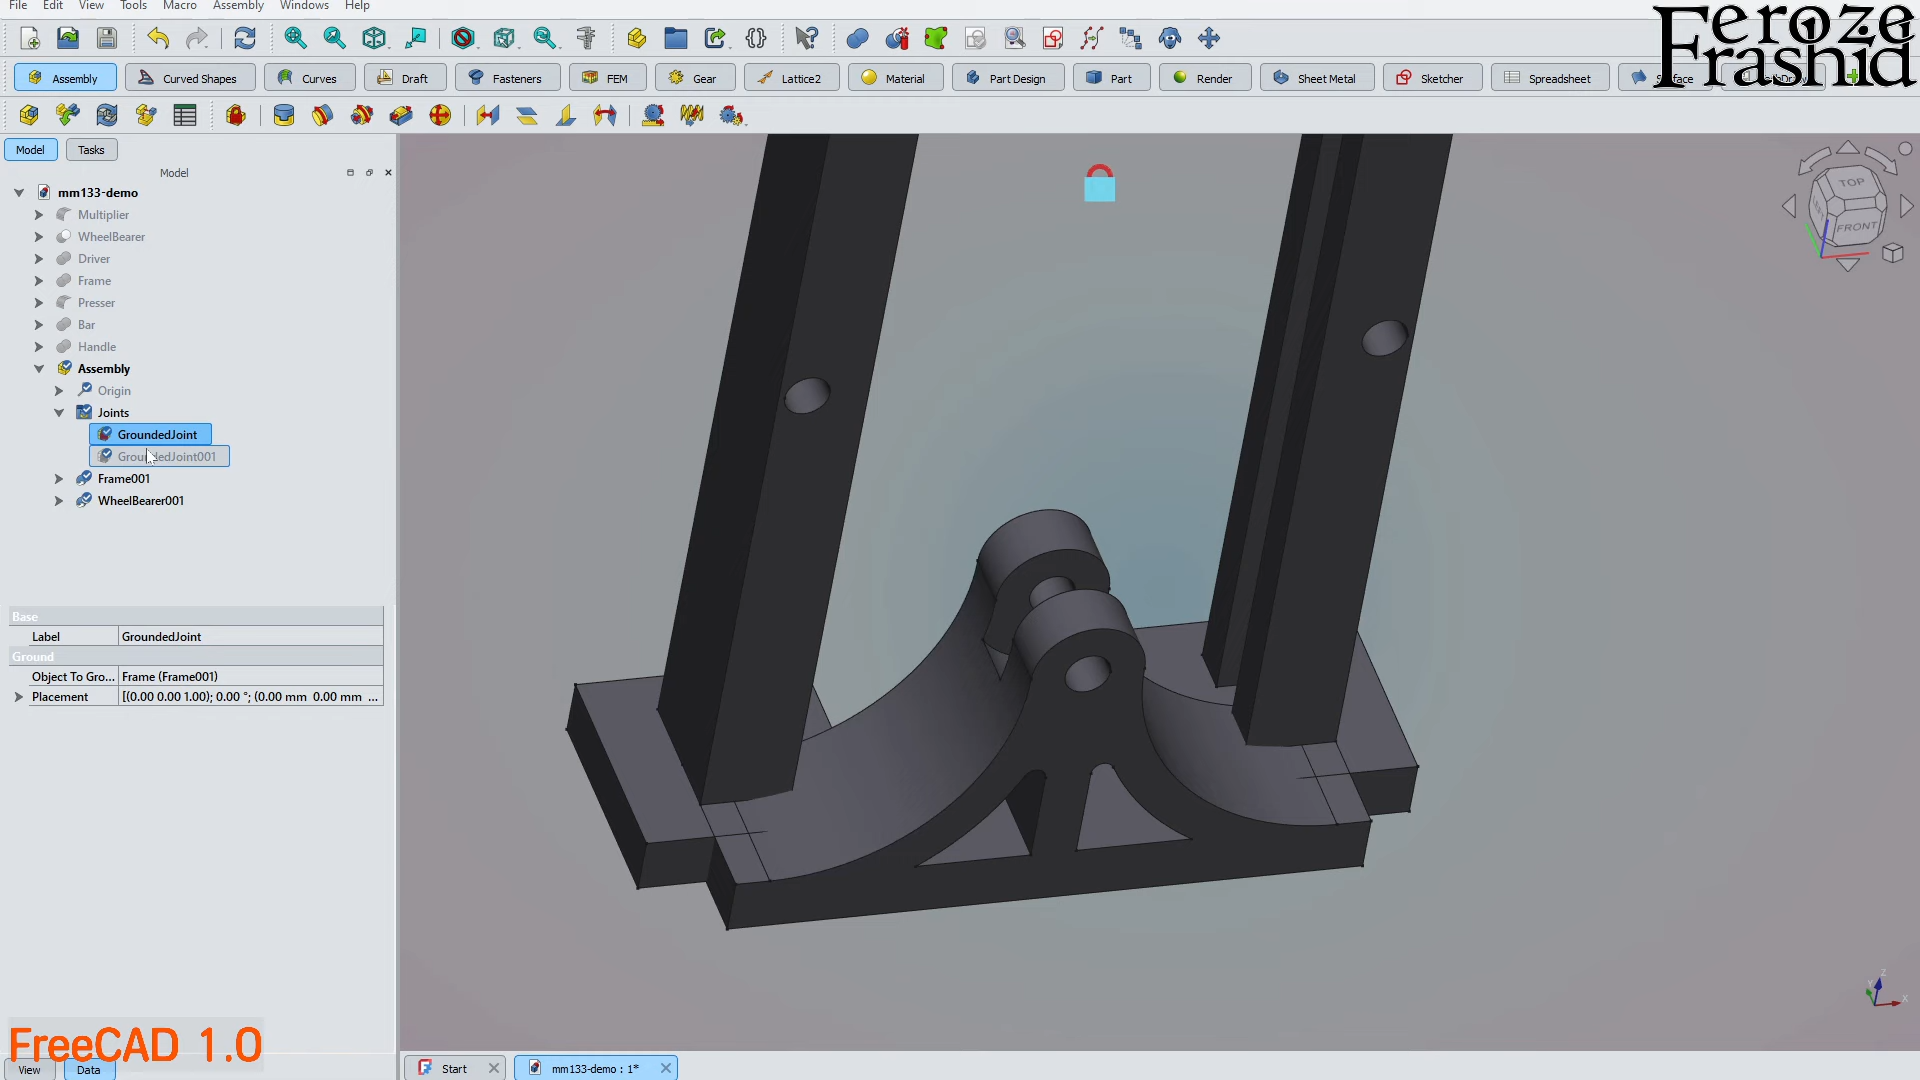 File Edit View Tools Macro Assembly Windows Help
Feroze
Frashid
Assembly Curved Shapes Curves Draft Fasteners FEM Gear Lattice2 Material Part Design Part Render Sheet Metal Sketcher Spreadsheet
Model Tasks
Model
mm133-demo
Multiplier
WheelBearer
Driver
Frame
Presser
Bar
Handle
Assembly
Origin
Joints
GroundedJoint
GroundedJoint001
Frame001
WheelBearer001
Base
Label GroundedJoint
Ground
Object To Gro... Frame (Frame001)
Placement [(0.00 0.00 1.00); 0.00 °; (0.00 mm 0.00 mm ...
TOP
FRONT
Z
X
FreeCAD 1.0
View Data
Start
mm133-demo : 1*